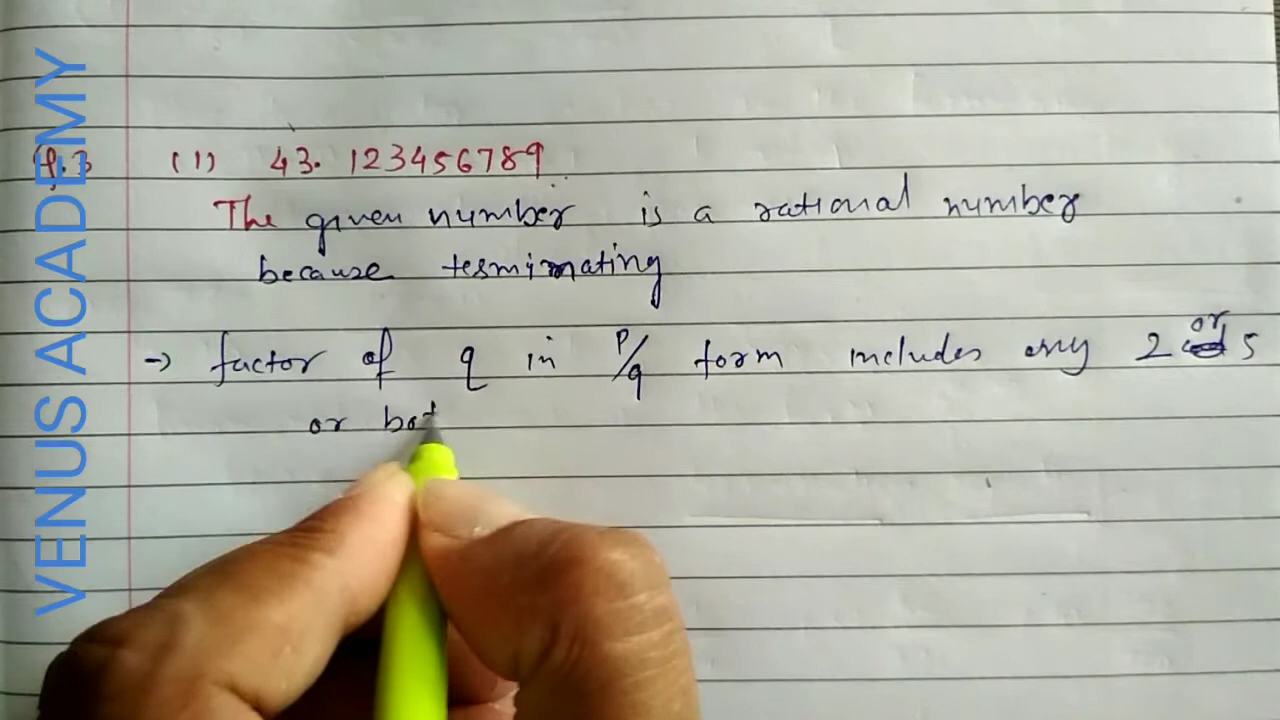 VENUS ACADEMY
Q.3 (1) 43.123456789
The given number is a rational number
because terminating
→ factor of q in P/q form includes any 2 or 5
or bot